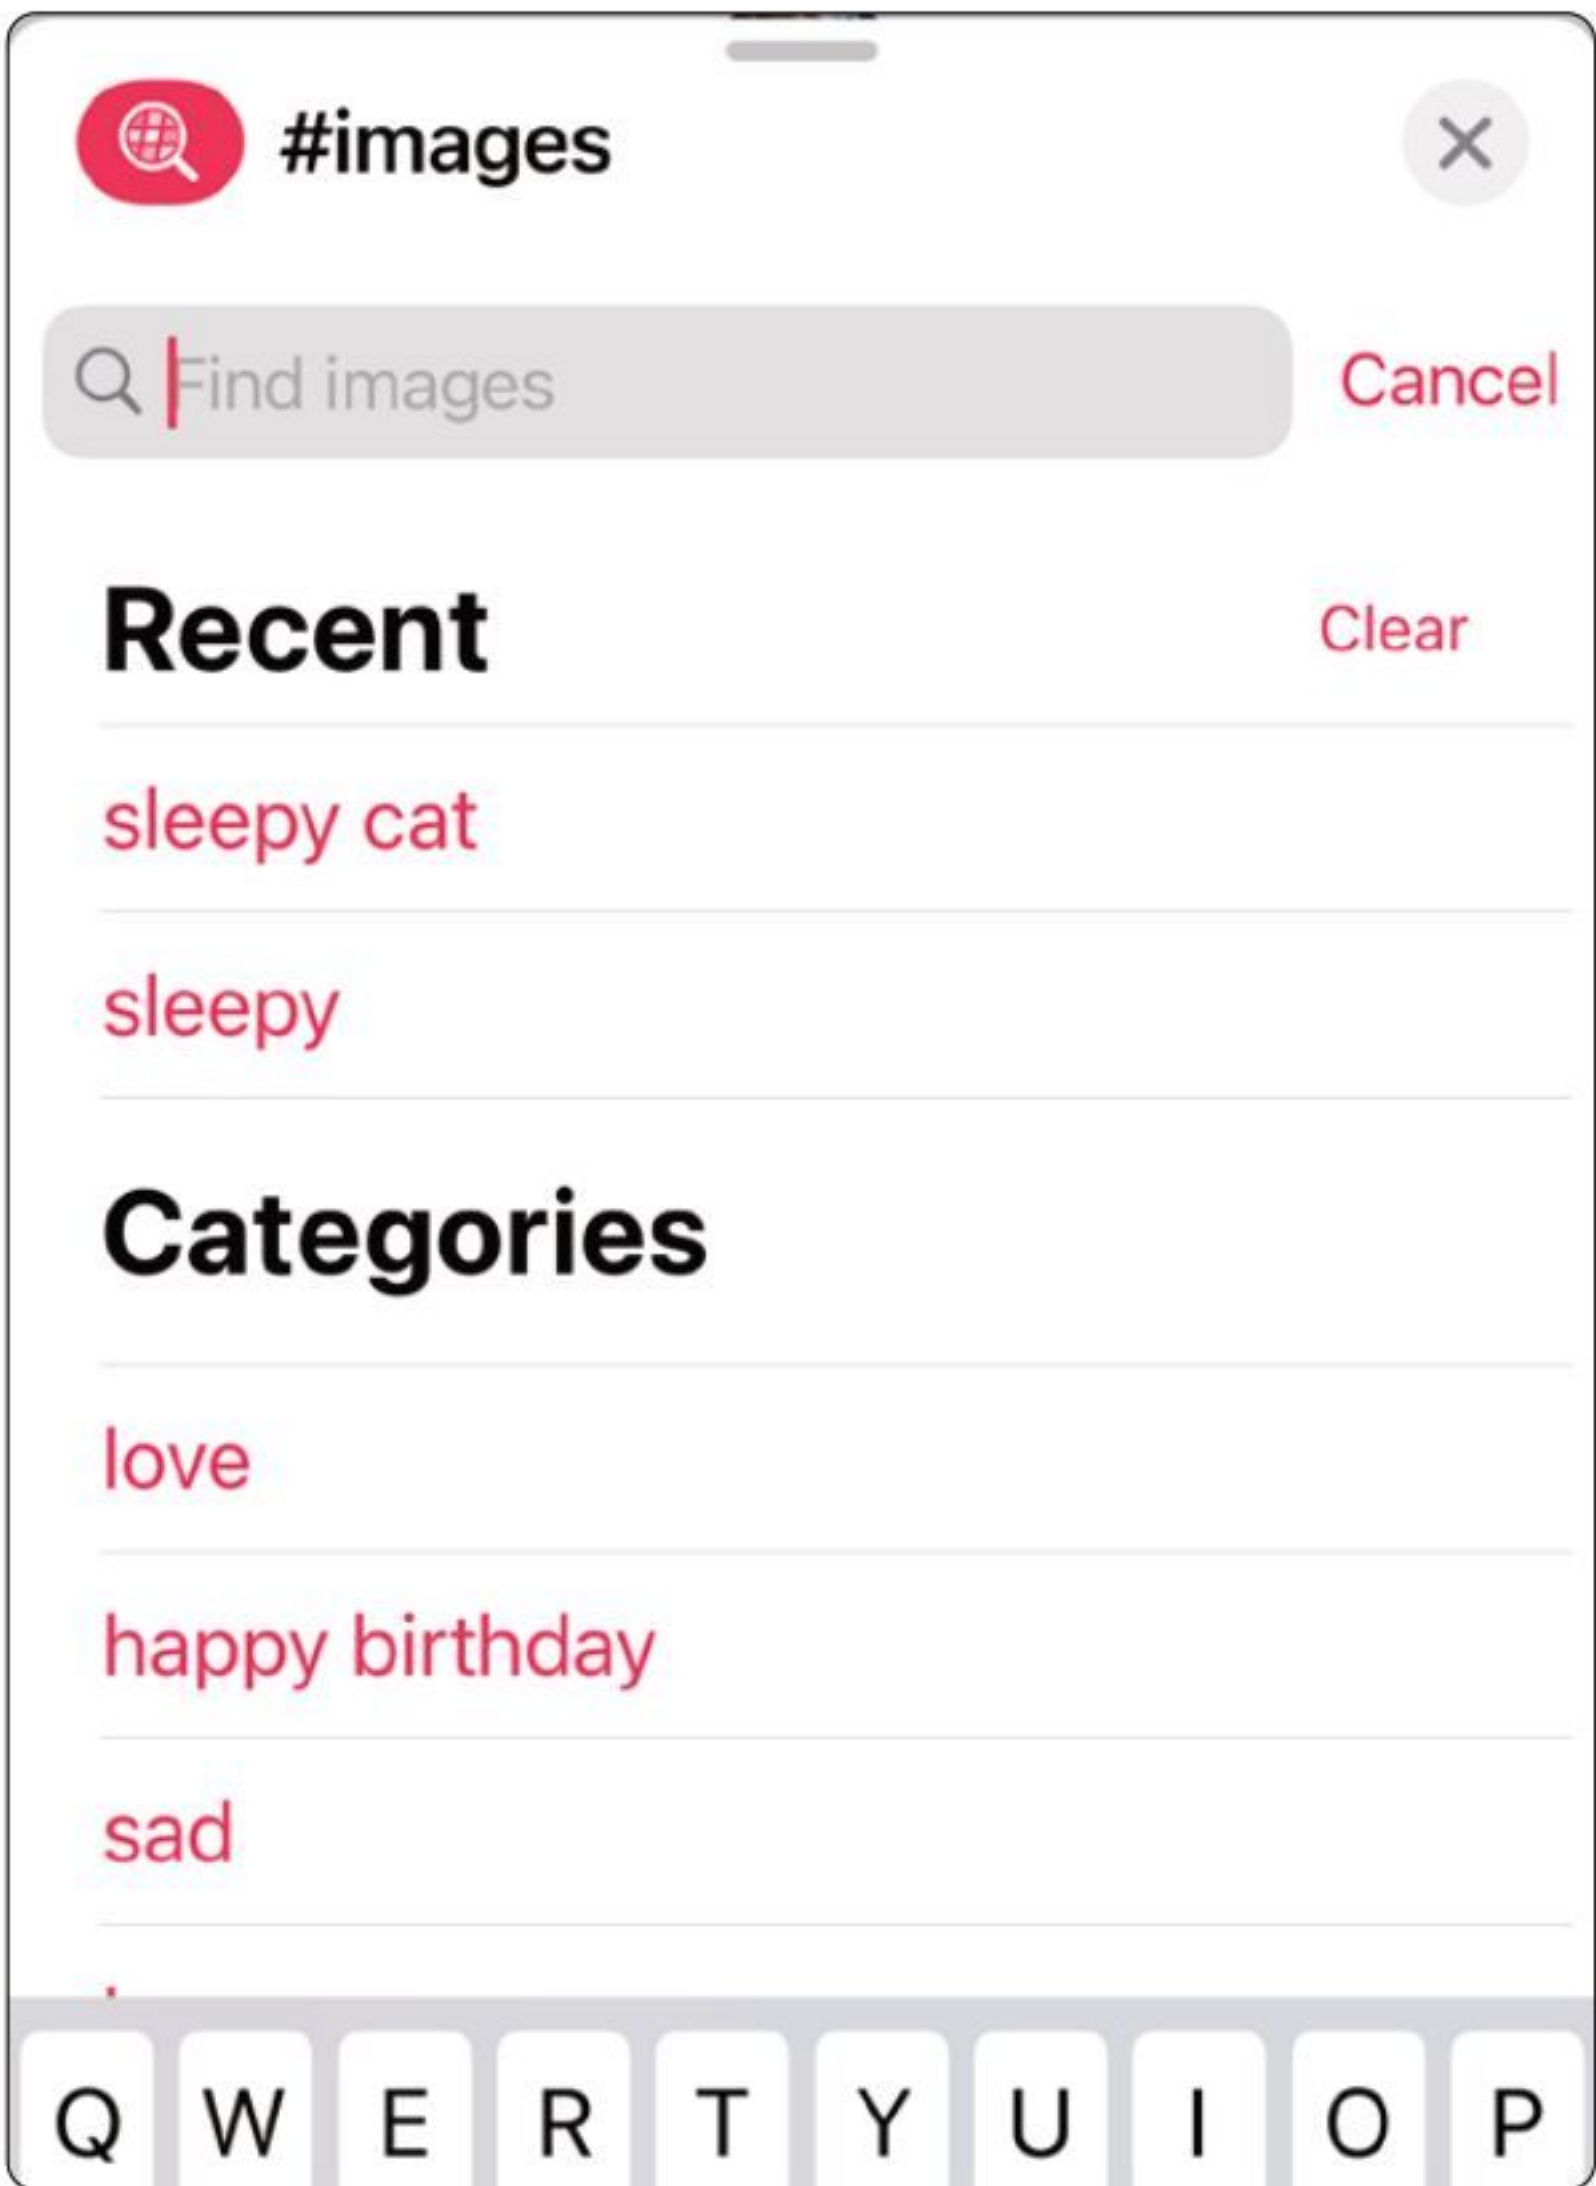 #images
Find images
Cancel
Recent
Clear
sleepy cat
sleepy
Categories
love
happy birthday
sad
Q W E R T Y U I O P